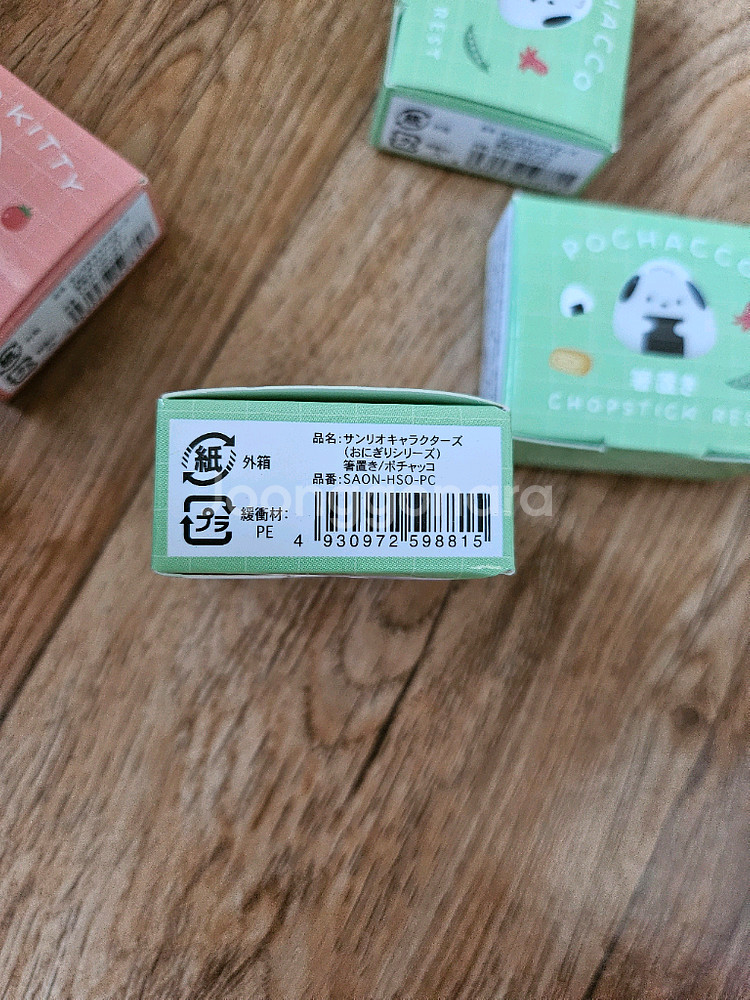 KITTY
REST
POCHACCO
箸置き
CHOPSTICK RES
紙
外箱
プラ
緩衝材:
PE
品名:サンリオキャラクターズ
(おにぎりシリーズ)
箸置き/ポチャッコ
品番:SAON-HSO-PC
4 930972 598815
joonggonara